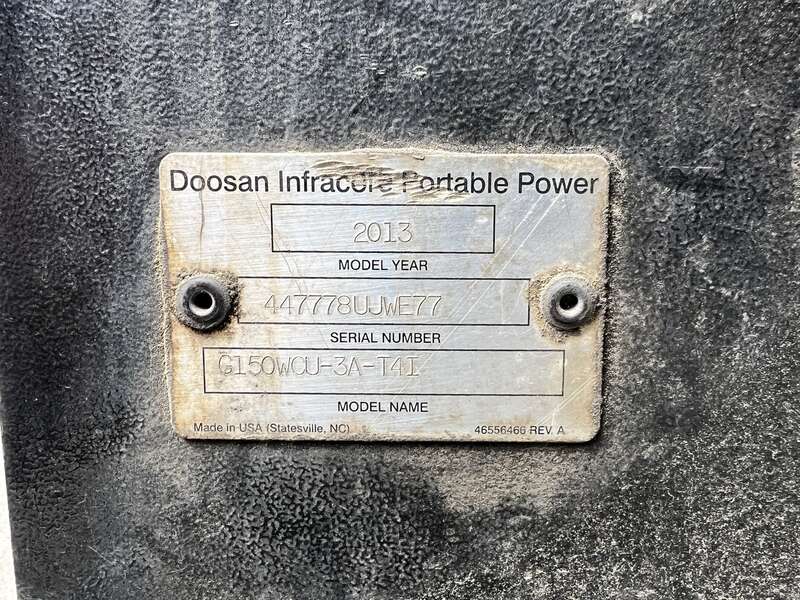 Doosan Infracore Portable Power
2013
MODEL YEAR
447778UJWE77
SERIAL NUMBER
G150WCU-3A-T4I
MODEL NAME
Made in USA (Statesville, NC)
46556466 REV. A